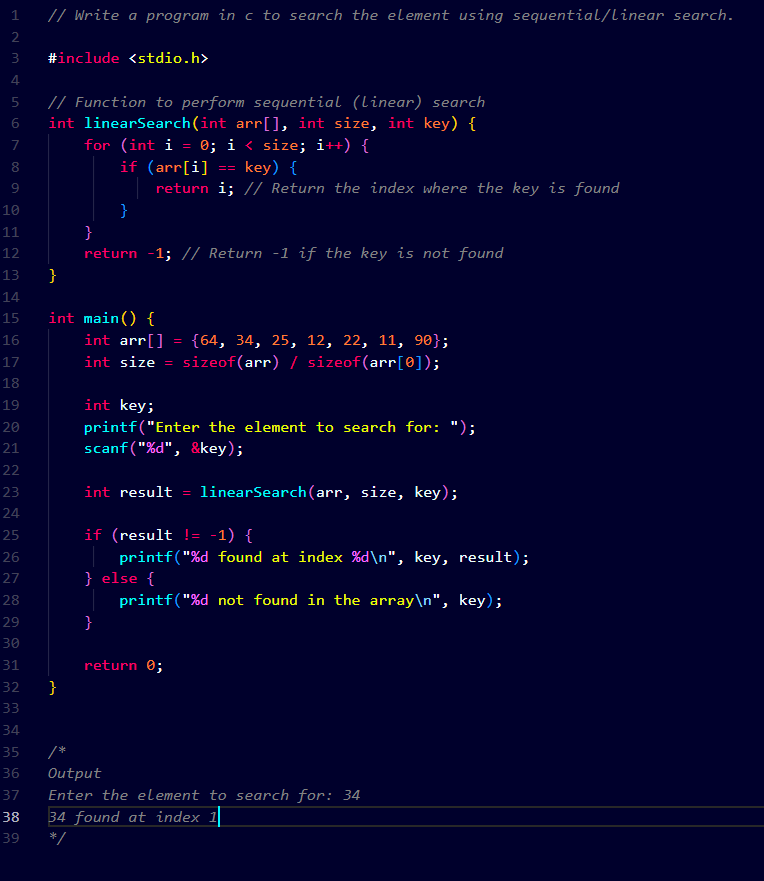 1 // Write a program in c to search the element using sequential/linear search.
2
3 #include <stdio.h>
4
5 // Function to perform sequential (linear) search
6 int linearSearch(int arr[], int size, int key) {
7     for (int i = 0; i < size; i++) {
8         if (arr[i] == key) {
9             return i; // Return the index where the key is found
10         }
11     }
12     return -1; // Return -1 if the key is not found
13 }
14
15 int main() {
16     int arr[] = {64, 34, 25, 12, 22, 11, 90};
17     int size = sizeof(arr) / sizeof(arr[0]);
18
19     int key;
20     printf("Enter the element to search for: ");
21     scanf("%d", &key);
22
23     int result = linearSearch(arr, size, key);
24
25     if (result != -1) {
26         printf("%d found at index %d\n", key, result);
27     } else {
28         printf("%d not found in the array\n", key);
29     }
30
31     return 0;
32 }
33
34
35 /*
36 Output
37 Enter the element to search for: 34
38 34 found at index 1
39 */